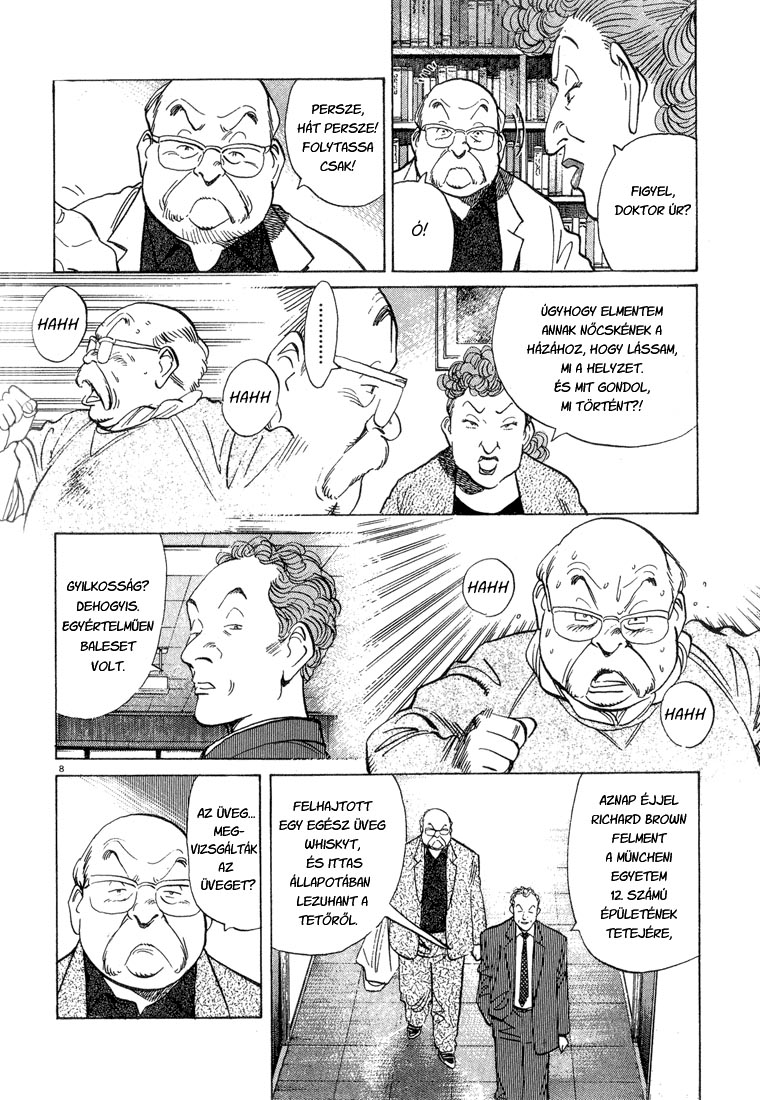 FIGYEL,
DOKTOR ÚR?
Ó!
PERSZE,
HÁT PERSZE!
FOLYTASSA
CSAK!
ÚGYHOGY ELMENTEM
ANNAK NŐCSKÉNEK A
HÁZÁHOZ, HOGY LÁSSAM,
MI A HELYZET.
ÉS MIT GONDOL,
MI TÖRTÉNT?!
........
HAHH
HAHH
HAHH
HAHH
GYILKOSSÁG?
DEHOGYIS.
EGYÉRTELMŰEN
BALESET
VOLT.
8
AZNAP ÉJJEL
RICHARD BROWN
FELMENT
A MÜNCHENI
EGYETEM
12. SZÁMÚ
ÉPÜLETÉNEK
TETEJÉRE,
FELHAJTOTT
EGY EGÉSZ ÜVEG
WHISKYT,
ÉS ITTAS
ÁLLAPOTÁBAN
LEZUHANT A
TETŐRŐL.
AZ ÜVEG...
MEG-
VIZSGÁLTÁK
AZ
ÜVEGET?